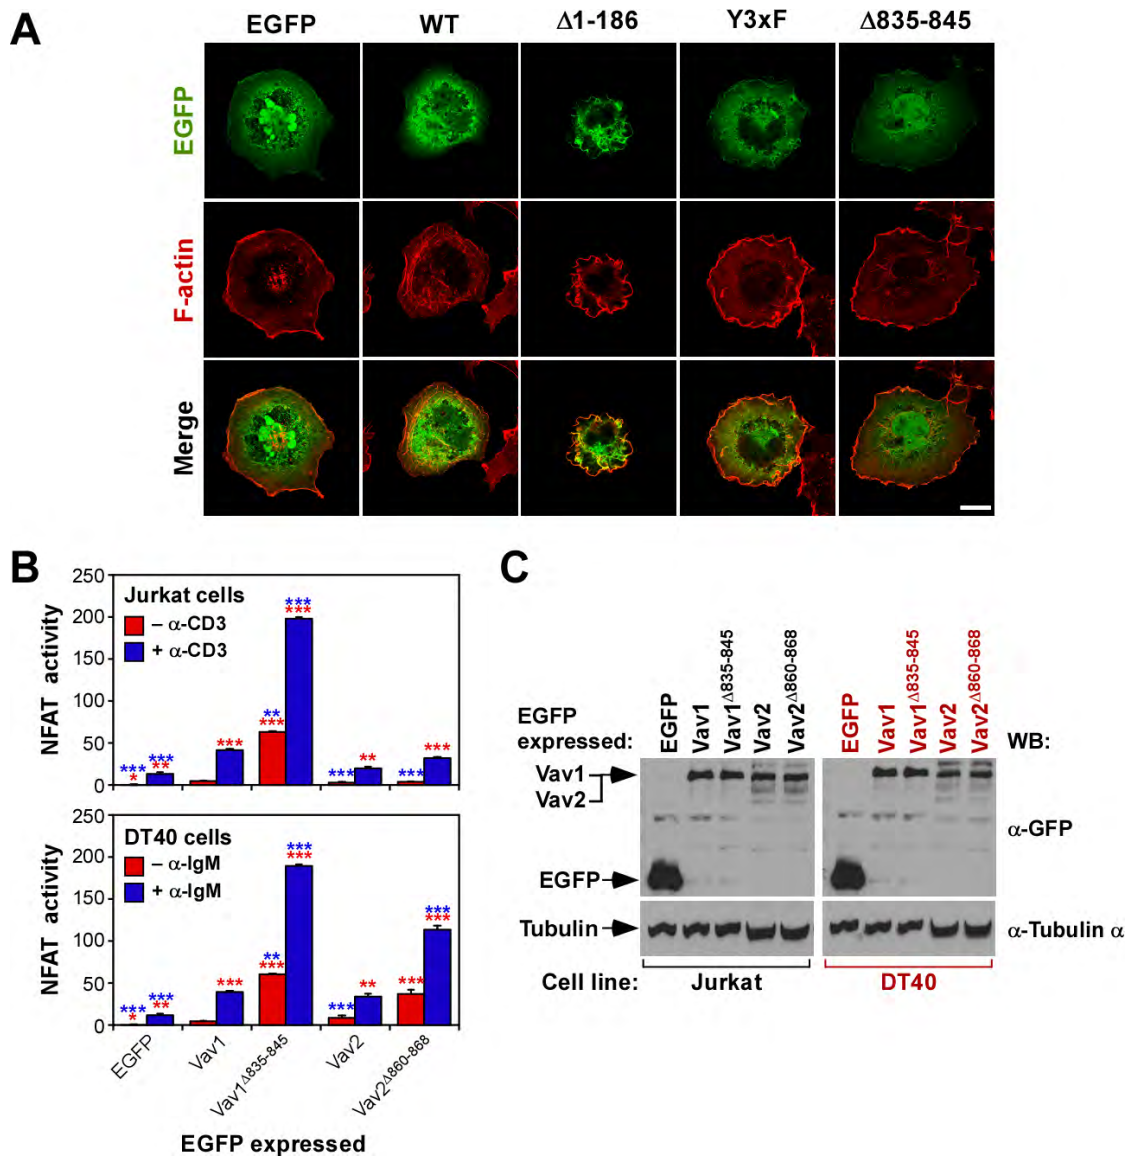 A
EGFP
WT
Δ1-186
Y3xF
Δ835-845
EGFP
F-actin
Merge
B
NFAT activity
250
200
150
100
50
0
Jurkat cells
– α-CD3
+ α-CD3
*** * *** ** *** ** *** *** *** *** ** *** ***
NFAT activity
250
200
150
100
50
0
DT40 cells
– α-IgM
+ α-IgM
*** * *** ** *** ** *** *** *** *** ** *** *** ***
EGFP
Vav1
Vav1Δ835-845
Vav2
Vav2Δ860-868
EGFP expressed
C
EGFP
expressed:
EGFP
Vav1
Vav1Δ835-845
Vav2
Vav2Δ860-868
EGFP
Vav1
Vav1Δ835-845
Vav2
Vav2Δ860-868
WB:
Vav1
Vav2
α-GFP
EGFP
Tubulin
α-Tubulin α
Cell line:
Jurkat
DT40